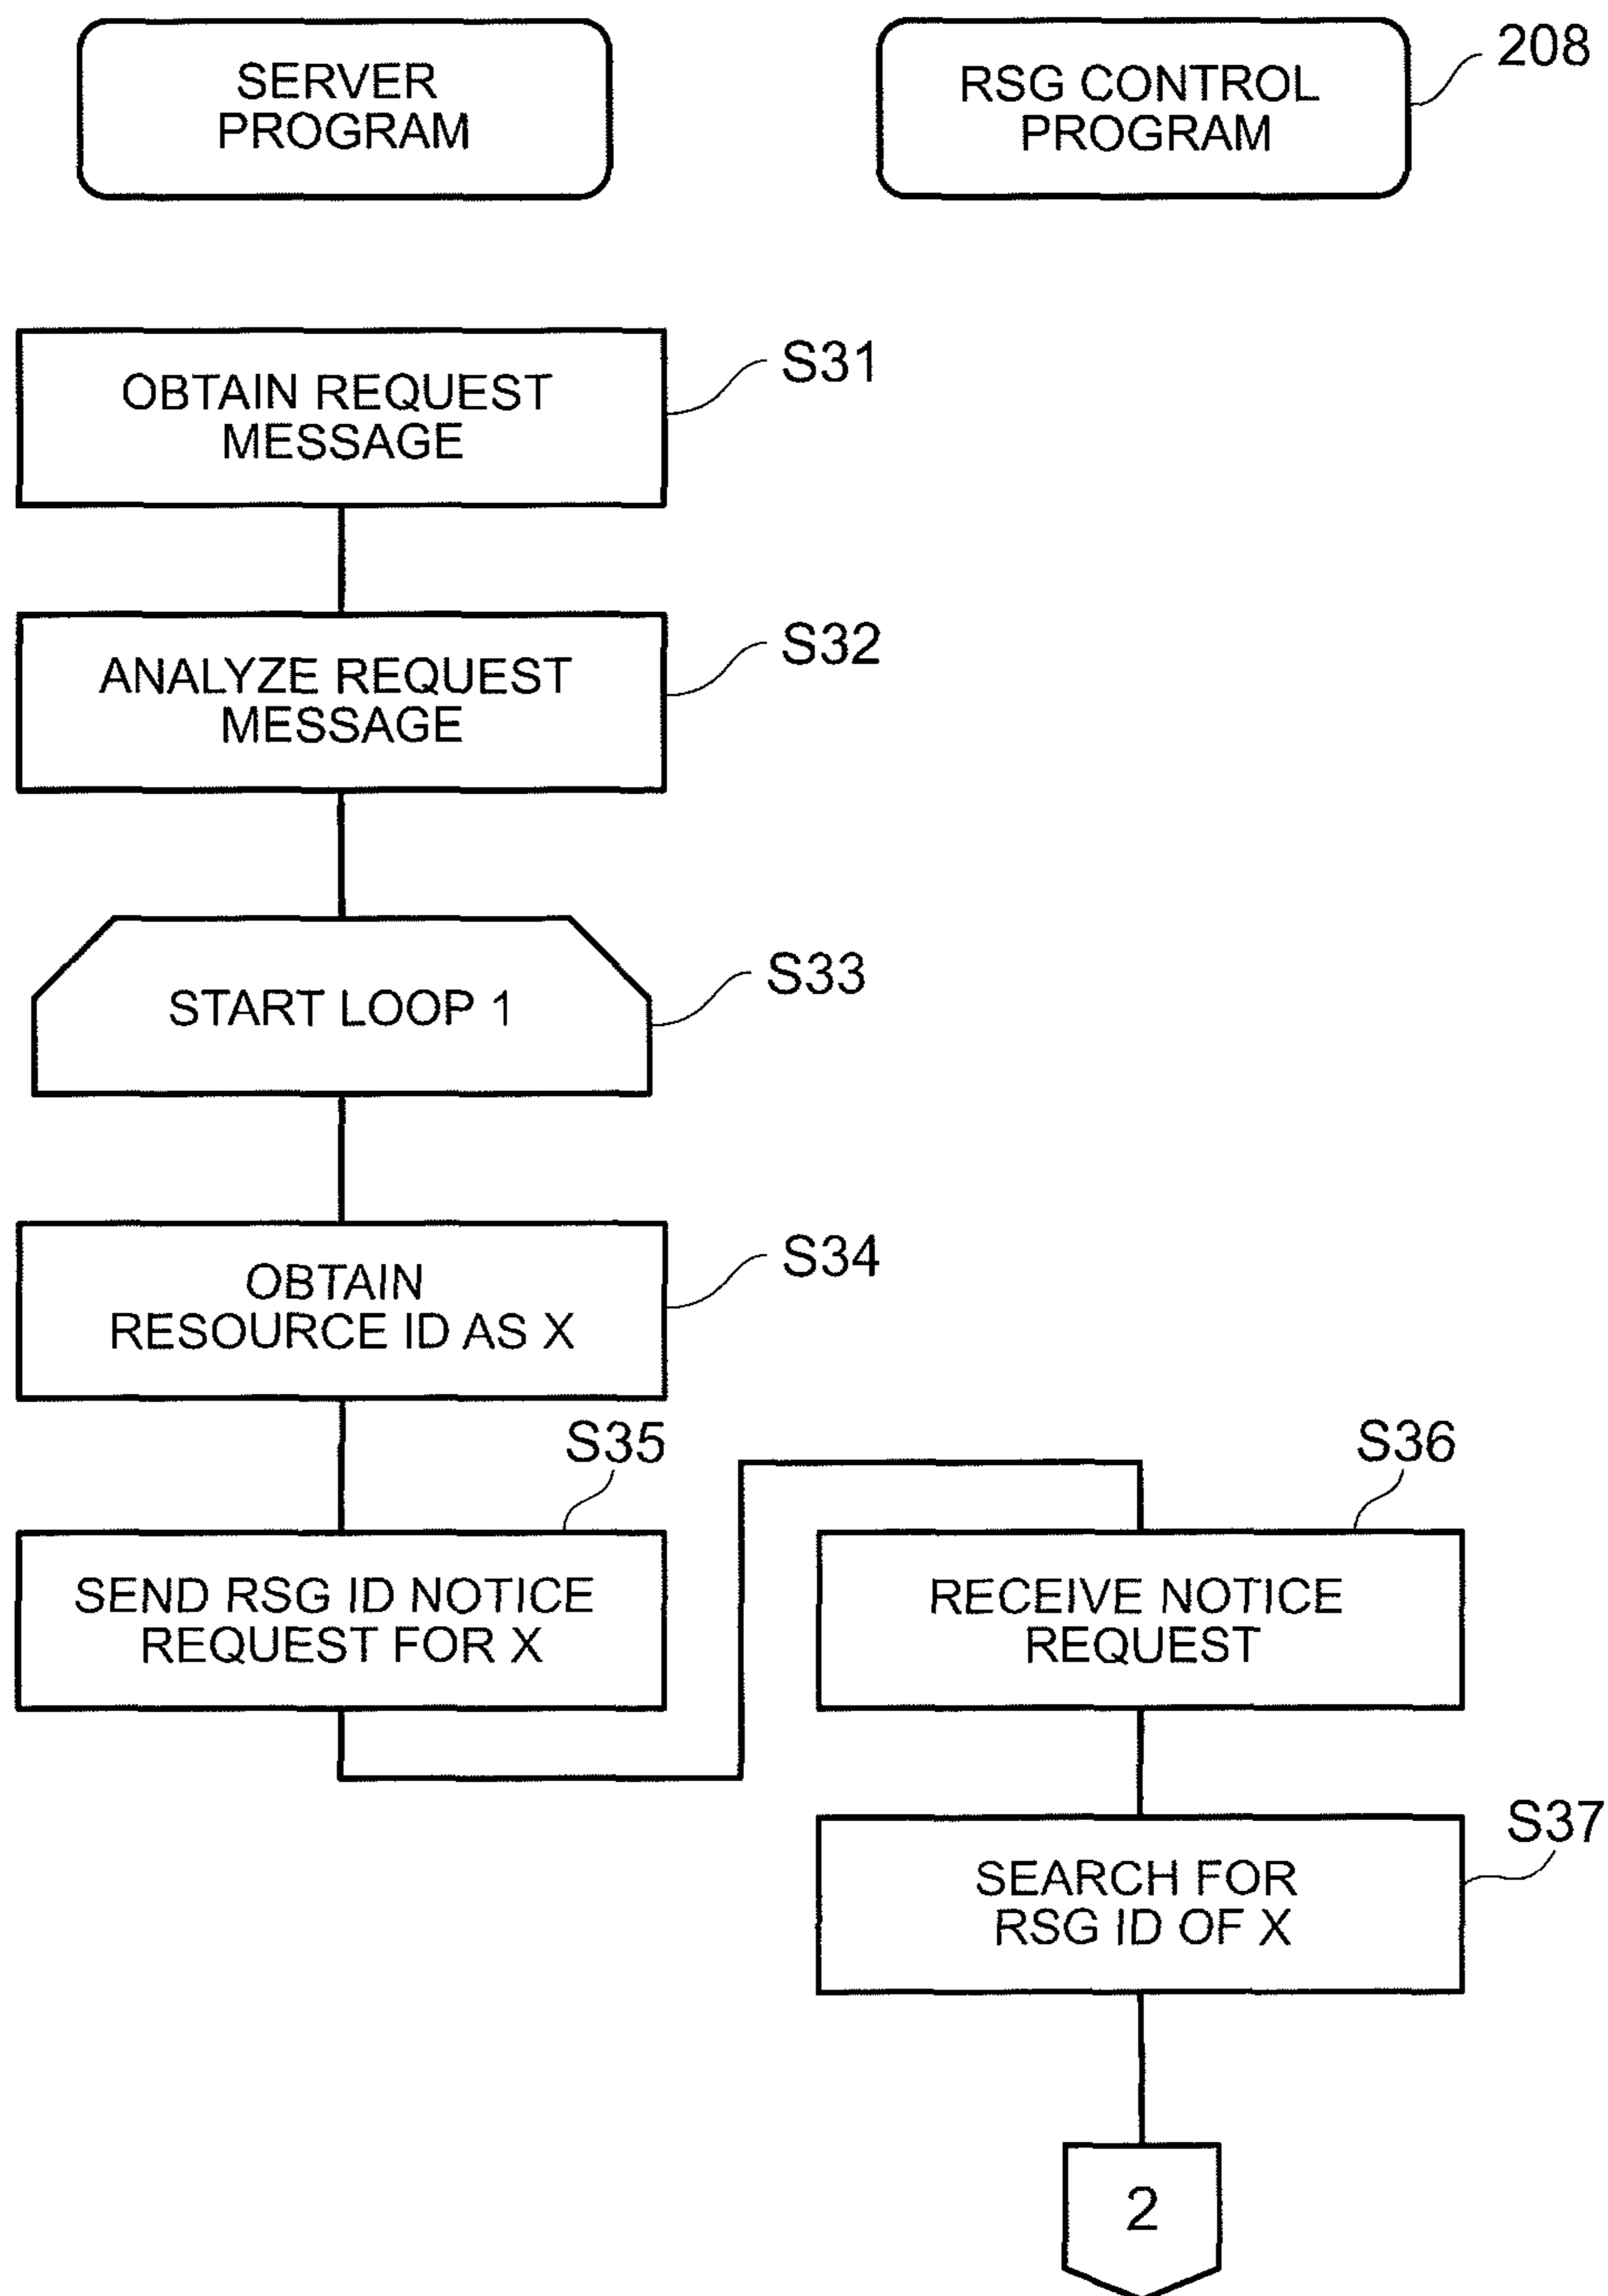 SERVER
PROGRAM
RSG CONTROL
PROGRAM
208
OBTAIN REQUEST
MESSAGE
S31
ANALYZE REQUEST
MESSAGE
S32
START LOOP 1
S33
OBTAIN
RESOURCE ID AS X
S34
S35
SEND RSG ID NOTICE
REQUEST FOR X
S36
RECEIVE NOTICE
REQUEST
S37
SEARCH FOR
RSG ID OF X
2